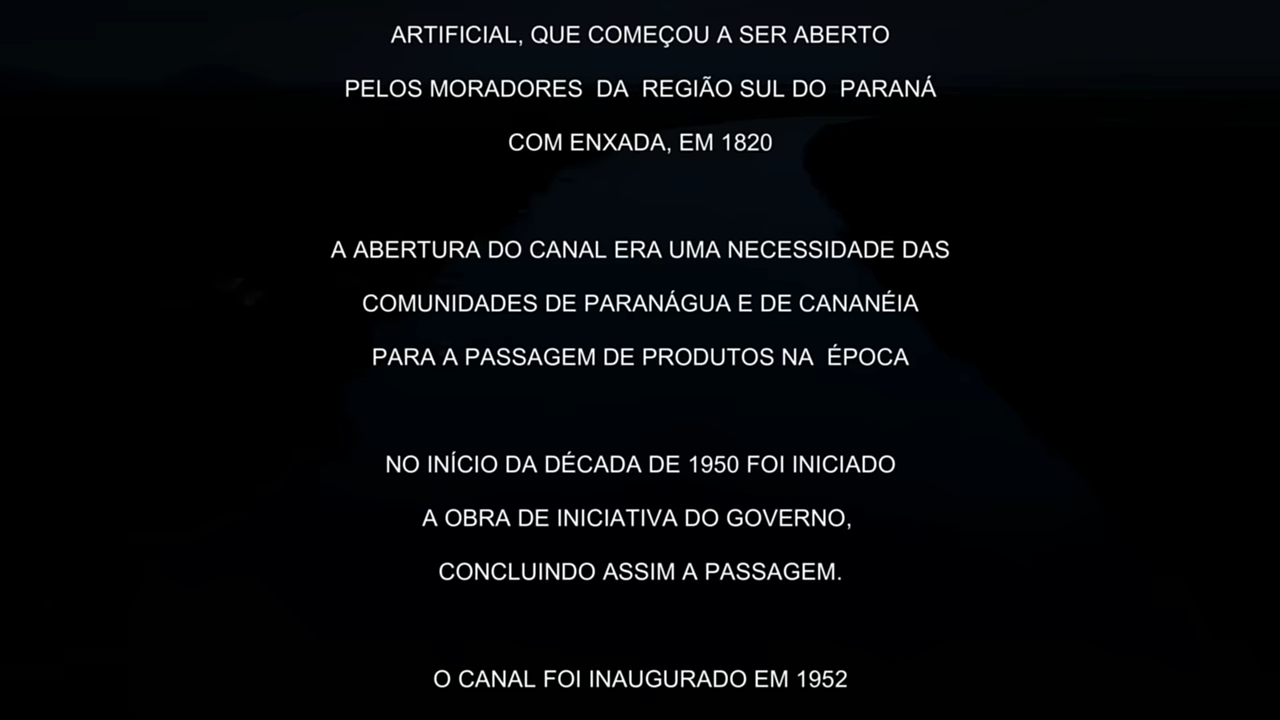 ARTIFICIAL, QUE COMEÇOU A SER ABERTO
PELOS MORADORES DA REGIÃO SUL DO PARANÁ
COM ENXADA, EM 1820
A ABERTURA DO CANAL ERA UMA NECESSIDADE DAS
COMUNIDADES DE PARANÁGUA E DE CANANÉIA
PARA A PASSAGEM DE PRODUTOS NA ÉPOCA
NO INÍCIO DA DÉCADA DE 1950 FOI INICIADO
A OBRA DE INICIATIVA DO GOVERNO,
CONCLUINDO ASSIM A PASSAGEM.
O CANAL FOI INAUGURADO EM 1952